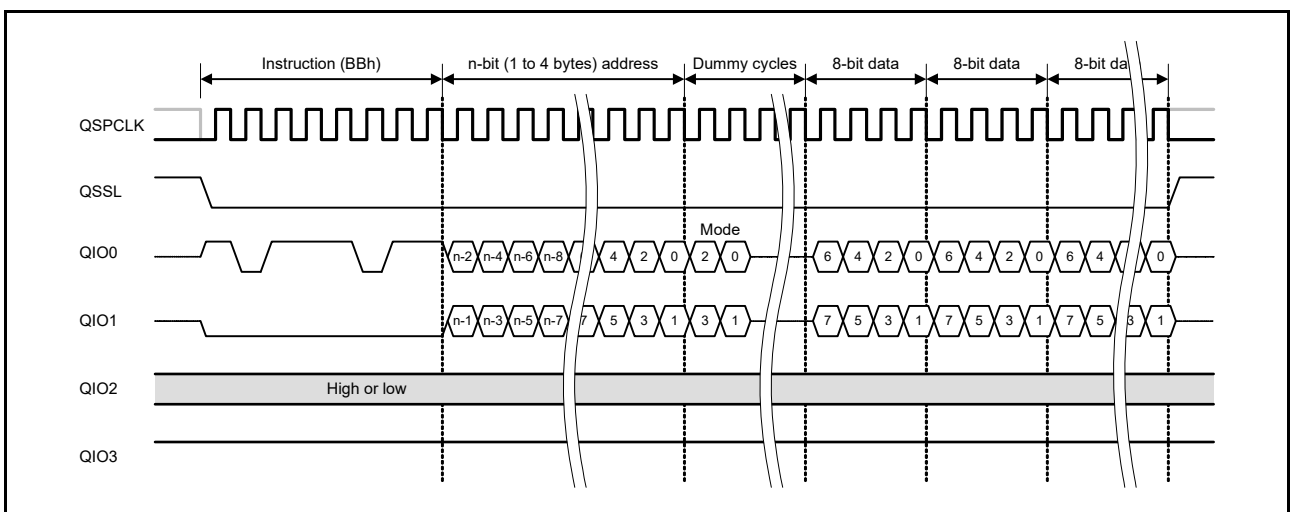 Instruction (BBh) n-bit (1 to 4 bytes) address Dummy cycles 8-bit data 8-bit data 8-bit da
QSPCLK
QSSL
Mode
QIO0 n-2 n-4 n-6 n-8 4 2 0 2 0 6 4 2 0 6 4 2 0 6 4 0
QIO1 n-1 n-3 n-5 n-7 7 5 3 1 3 1 7 5 3 1 7 5 3 1 7 5 3 1
QIO2 High or low
QIO3